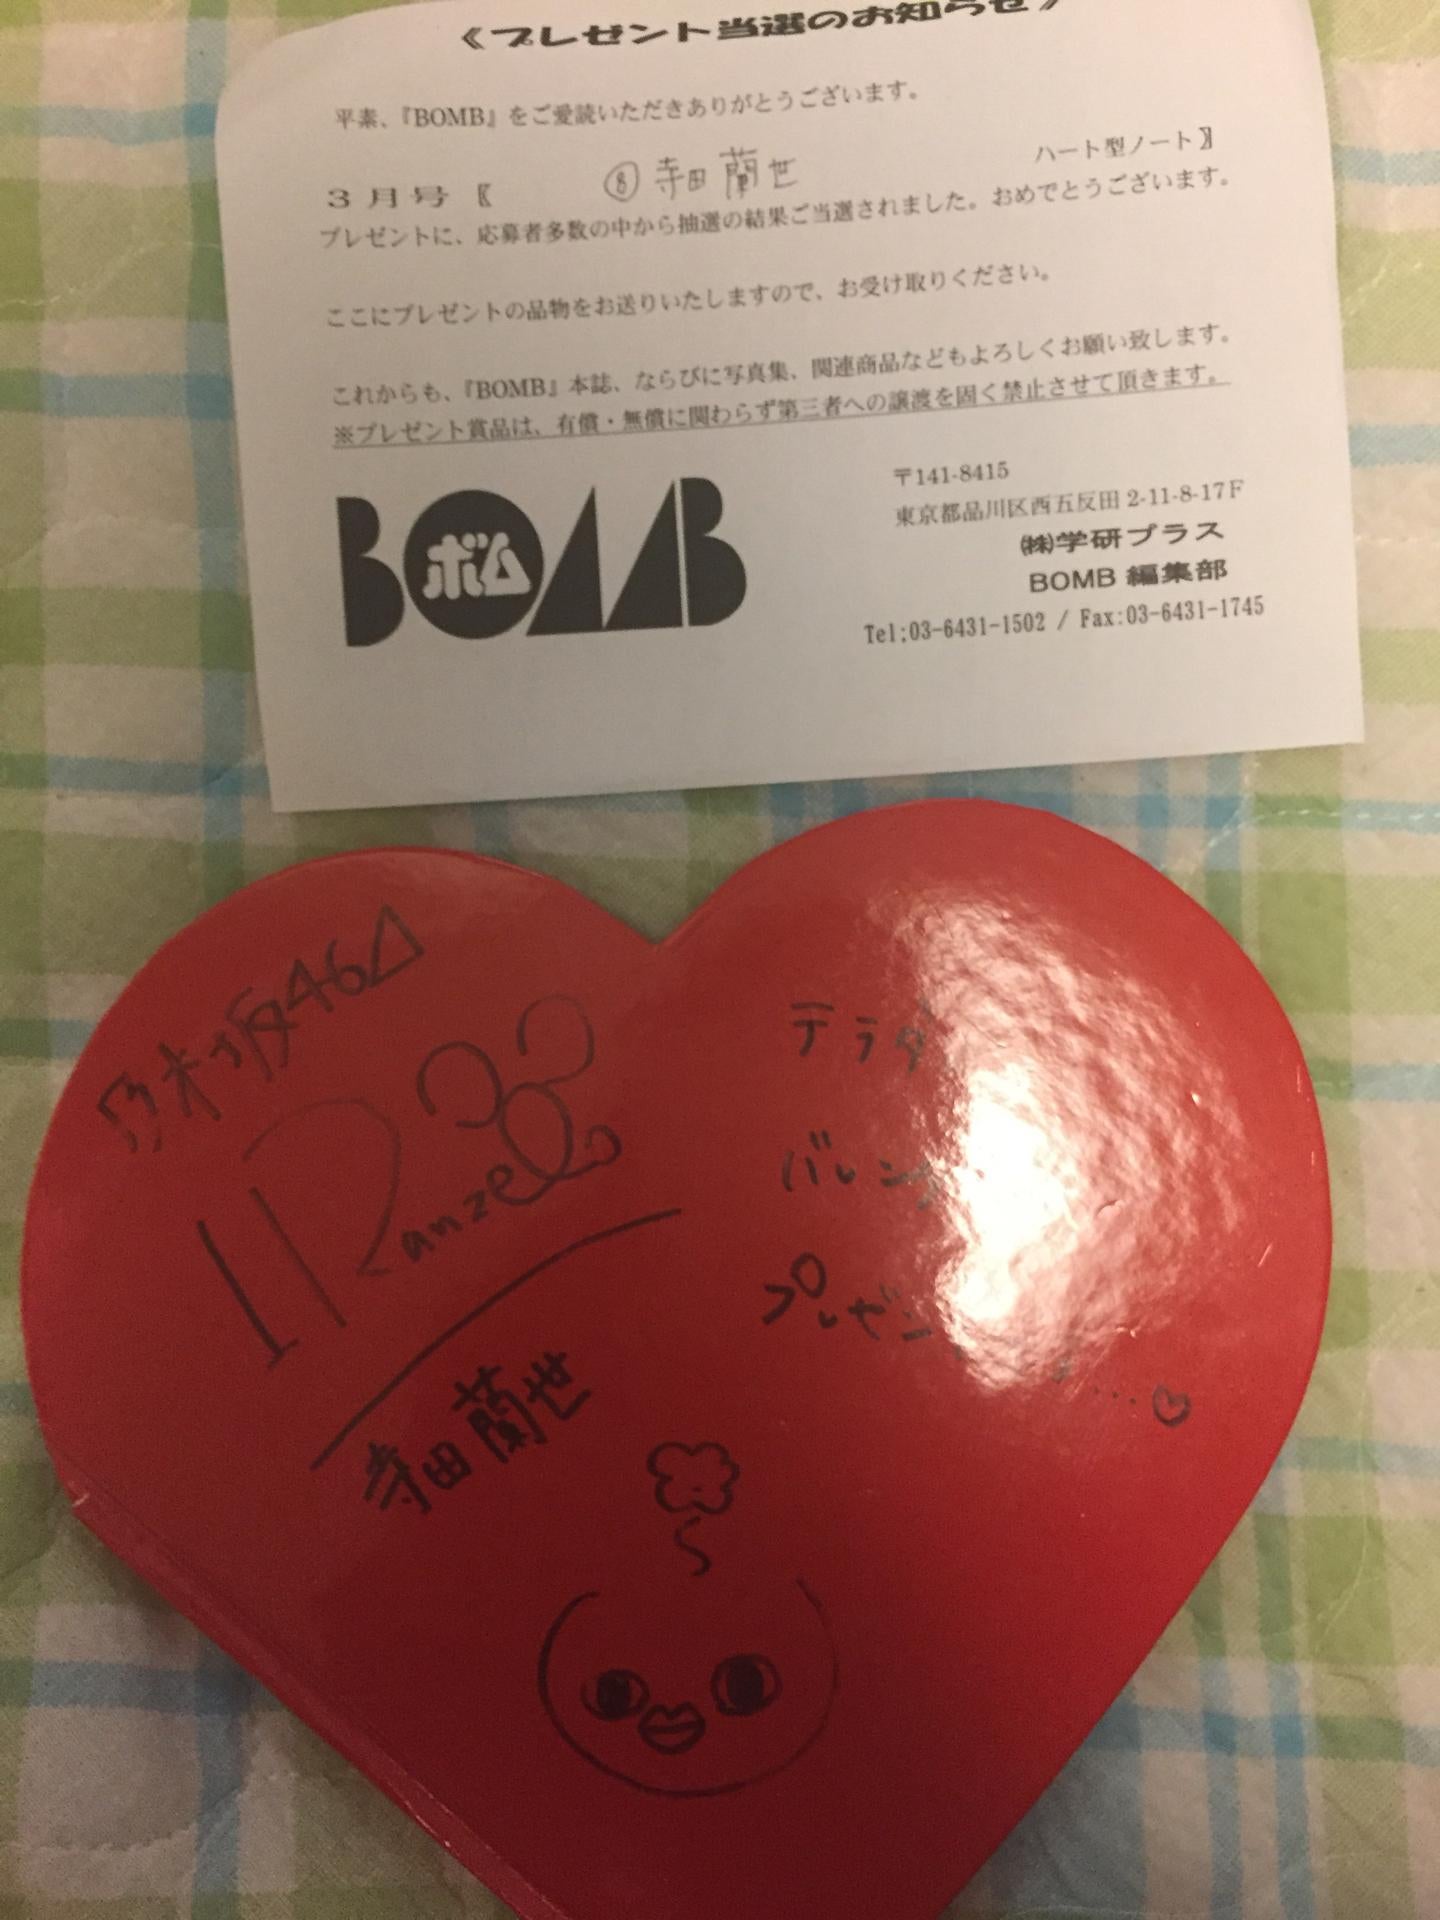 《プレゼント当選のお知らせ》
平素、『BOMB』をご愛読いただきありがとうございます。
3月号〖 ⑧寺田蘭世 ハート型ノート〗
プレゼントに、応募者多数の中から抽選の結果ご当選されました。おめでとうございます。
ここにプレゼントの品物をお送りいたしますので、お受け取りください。
これからも、『BOMB』本誌、ならびに写真集、関連商品などもよろしくお願い致します。
※プレゼント賞品は、有償・無償に関わらず第三者への譲渡を固く禁止させて頂きます。
BOMB
ボム
〒141-8415
東京都品川区西五反田 2-11-8-17F
㈱学研プラス
BOMB 編集部
Tel:03-6431-1502 / Fax:03-6431-1745
乃木坂46
Ranze
寺田蘭世
テラダ